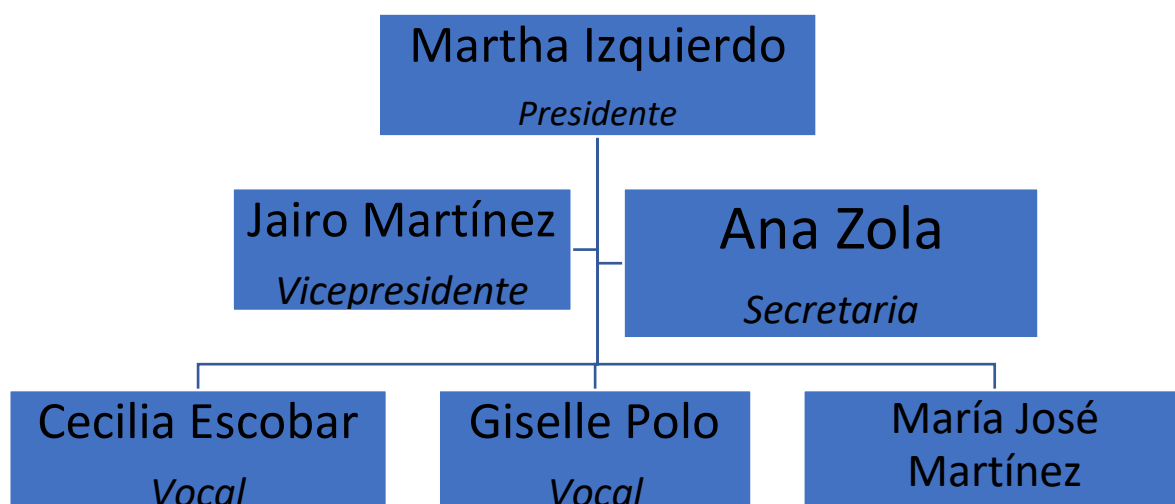 Martha Izquierdo
Presidente
Jairo Martínez
Vicepresidente
Ana Zola
Secretaria
Cecilia Escobar
Vocal
Giselle Polo
Vocal
María José
Martínez